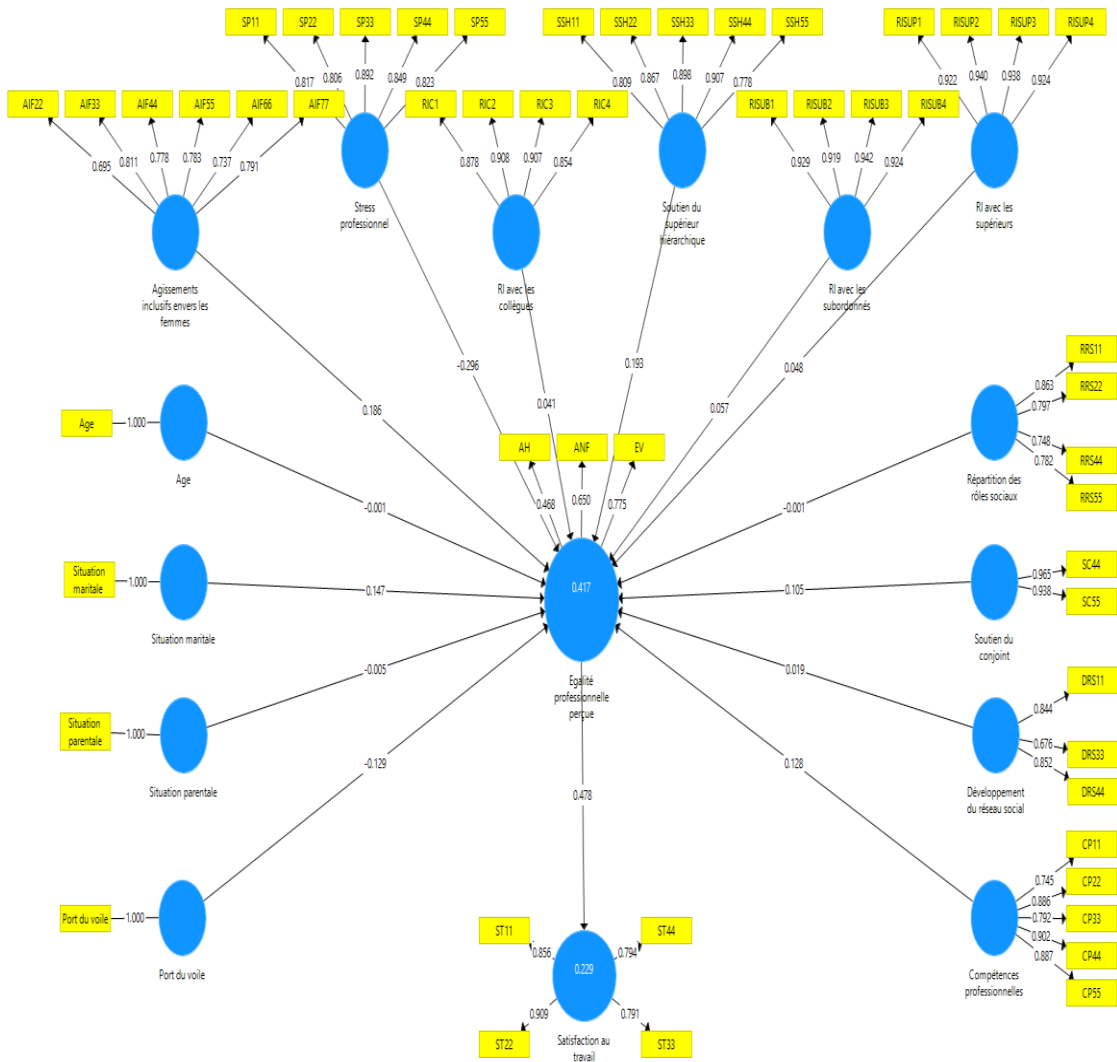 SP11 SP22 SP33 SP44 SP55
SSH11 SSH22 SSH33 SSH44 SSH55
RISUP1 RISUP2 RISUP3 RISUP4
0.817 0.806 0.892 0.849 0.823
0.809 0.867 0.898 0.907 0.778
0.922 0.940 0.938 0.924
AIF22 AIF33 AIF44 AIF55 AIF66 AIF77
RIC1 RIC2 RIC3 RIC4
RISUB1 RISUB2 RISUB3 RISUB4
0.695 0.811 0.778 0.783 0.737 0.791
0.878 0.908 0.907 0.854
0.929 0.919 0.942 0.924
Stress
professionnel
Soutien du
supérieur
hiérarchique
RI avec les
supérieurs
Agissements
inclusifs envers les
femmes
RI avec les
collègues
RI avec les
subordonnés
-0.296
0.193
0.048
0.186
0.041
0.057
RRS11
0.863
RRS22
0.797
0.748
RRS44
0.782
RRS55
Répartition des
rôles sociaux
Age
1.000
Age
-0.001
AH ANF EV
0.468 0.650 0.775
-0.001
Situation
maritale
1.000
Situation maritale
0.147
0.417
Egalité
professionnelle
perçue
0.105
SC44
0.965
0.938
SC55
Soutien du
conjoint
Situation
parentale
1.000
Situation parentale
-0.005
0.019
DRS11
0.844
0.676
DRS33
0.852
DRS44
Développement
du réseau social
-0.129
0.478
0.128
Port du voile
1.000
Port du voile
CP11
0.745
CP22
0.886
0.792
CP33
0.902
CP44
0.887
CP55
Compétences
professionnelles
ST11
0.856
ST44
0.794
0.229
0.909
ST22
0.791
ST33
Satisfaction au
travail